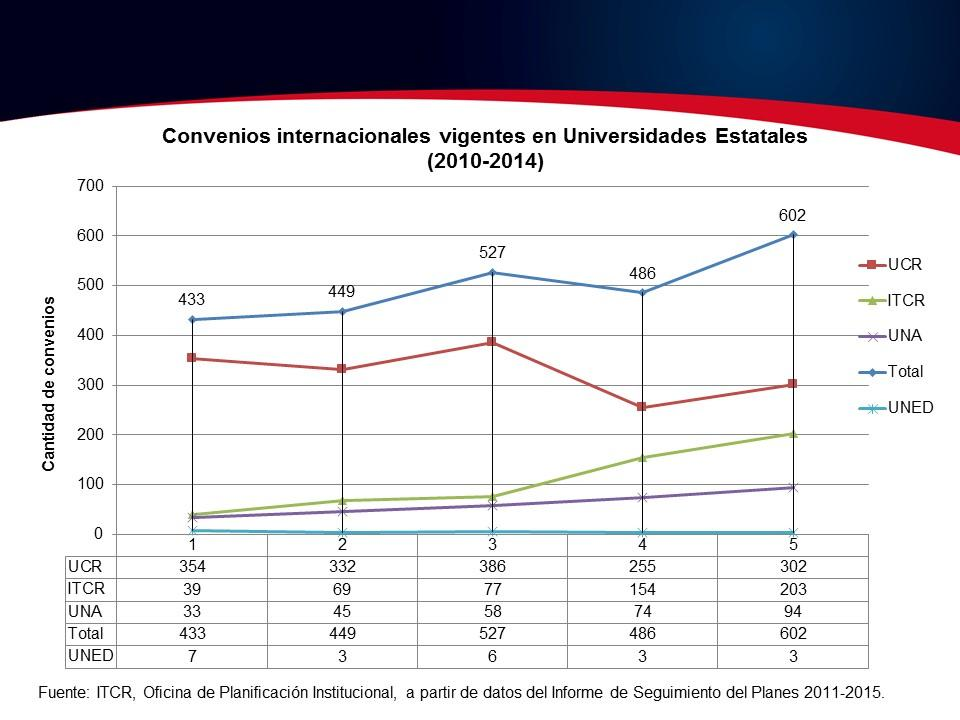 Convenios internacionales vigentes en Universidades Estatales
(2010-2014)
700
600
500
400
300
200
100
0
Cantidad de convenios
433
449
527
486
602
UCR
ITCR
UNA
Total
UNED
1 2 3 4 5
UCR 354 332 386 255 302
ITCR 39 69 77 154 203
UNA 33 45 58 74 94
Total 433 449 527 486 602
UNED 7 3 6 3 3
Fuente: ITCR, Oficina de Planificación Institucional, a partir de datos del Informe de Seguimiento del Planes 2011-2015.